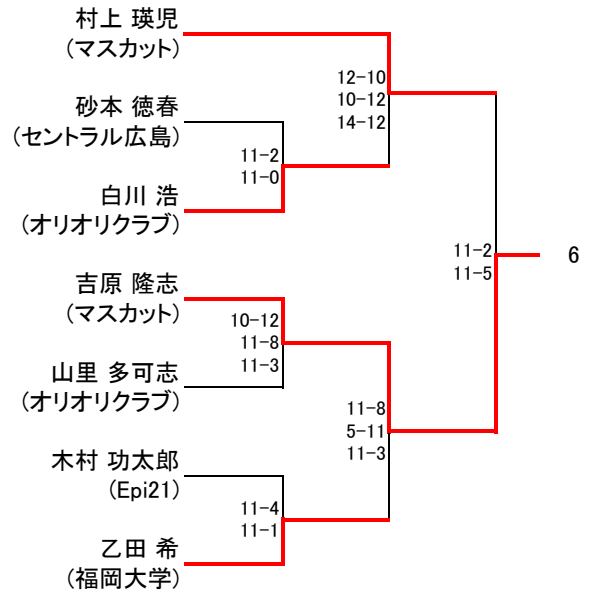 村上 瑛児
(マスカット)
12-10
10-12
14-12
砂本 徳春
(セントラル広島)
11-2
11-0
白川 浩
(オリオリクラブ)
11-2
11-5
6
吉原 隆志
(マスカット)
10-12
11-8
11-3
山里 多可志
(オリオリクラブ)
11-8
5-11
11-3
木村 功太郎
(Epi21)
11-4
11-1
乙田 希
(福岡大学)